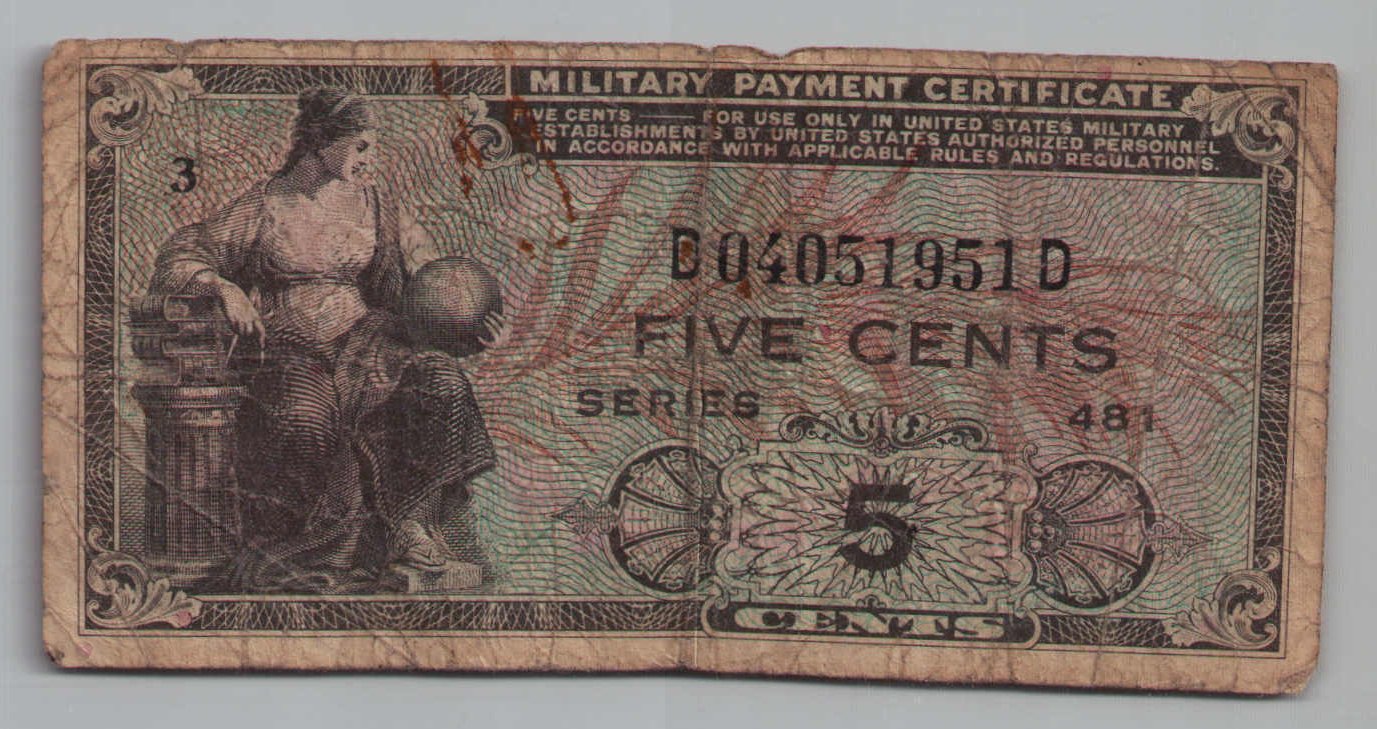 MILITARY PAYMENT CERTIFICATE
FIVE CENTS — FOR USE ONLY IN UNITED STATES MILITARY
ESTABLISHMENTS BY UNITED STATES AUTHORIZED PERSONNEL
IN ACCORDANCE WITH APPLICABLE RULES AND REGULATIONS.
3
D04051951D
FIVE CENTS
SERIES 481
5
CENTS